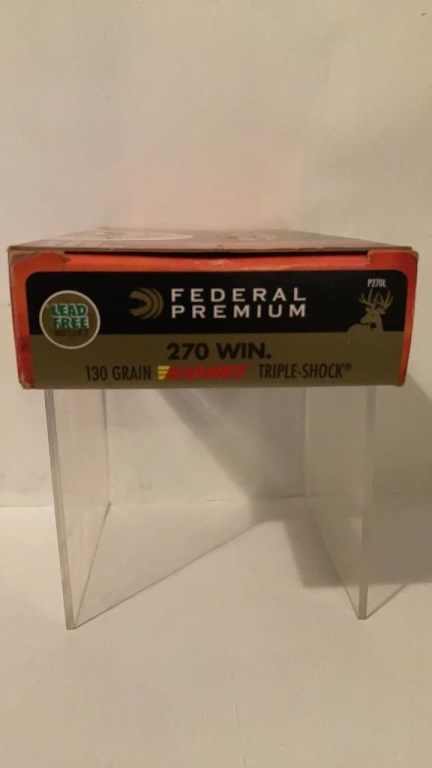 P270L
LEAD
FREE
FEDERAL
PREMIUM
270 WIN.
130 GRAIN BARNES TRIPLE-SHOCK®